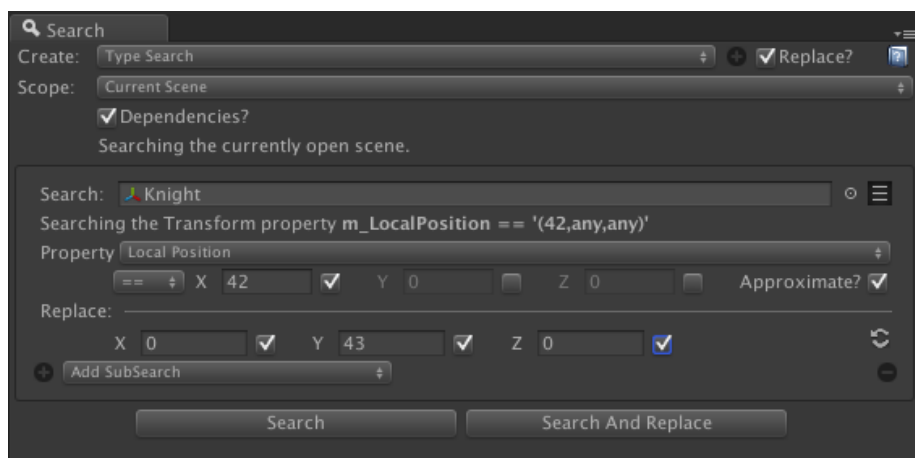 Search
Create: Type Search Replace?
Scope: Current Scene
Dependencies?
Searching the currently open scene.
Search: Knight
Searching the Transform property m_LocalPosition == '(42,any,any)'
Property Local Position
== X 42 Y 0 Z 0 Approximate?
Replace:
X 0 Y 43 Z 0
Add SubSearch
Search Search And Replace